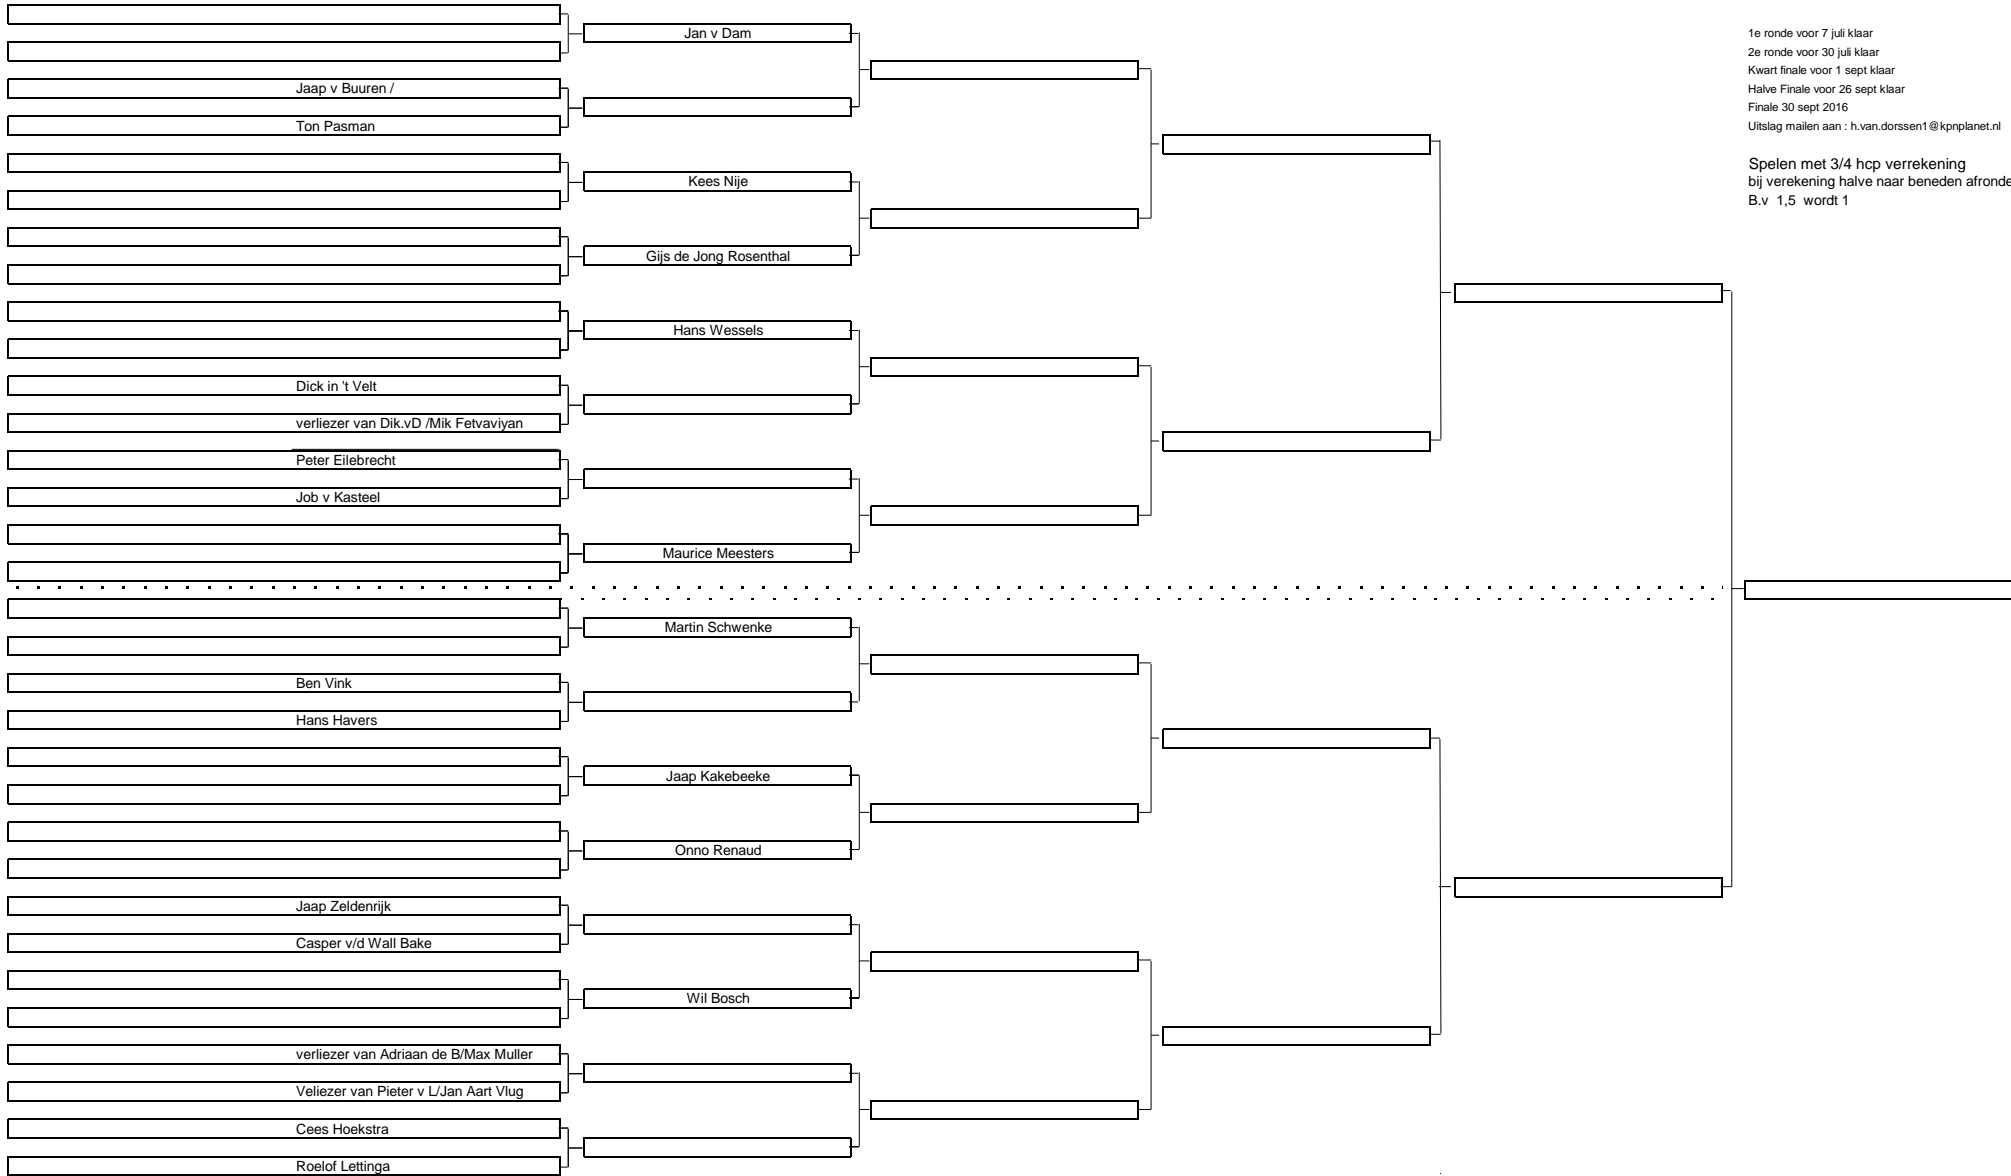 Jan v Dam
1e ronde voor 7 juli klaar
2e ronde voor 30 juli klaar
Kwart finale voor 1 sept klaar
Jaap v Buuren /
Halve Finale voor 26 sept klaar
Finale 30 sept 2016
Ton Pasman
Uitslag mailen aan : h.van.dorssen1@kpnplanet.nl
Spelen met 3/4 hcp verrekening
Kees Nije
bij verekening halve naar beneden afronde
B.v 1,5 wordt 1
Gijs de Jong Rosenthal
Hans Wessels
Dick in 't Velt
verliezer van Dik.vD /Mik Fetvaviyan
Peter Eilebrecht
Job v Kasteel
Maurice Meesters
Martin Schwenke
Ben Vink
Hans Havers
Jaap Kakebeeke
Onno Renaud
Jaap Zeldenrijk
Casper v/d Wall Bake
Wil Bosch
verliezer van Adriaan de B/Max Muller
Veliezer van Pieter v L/Jan Aart Vlug
Cees Hoekstra
Roelof Lettinga